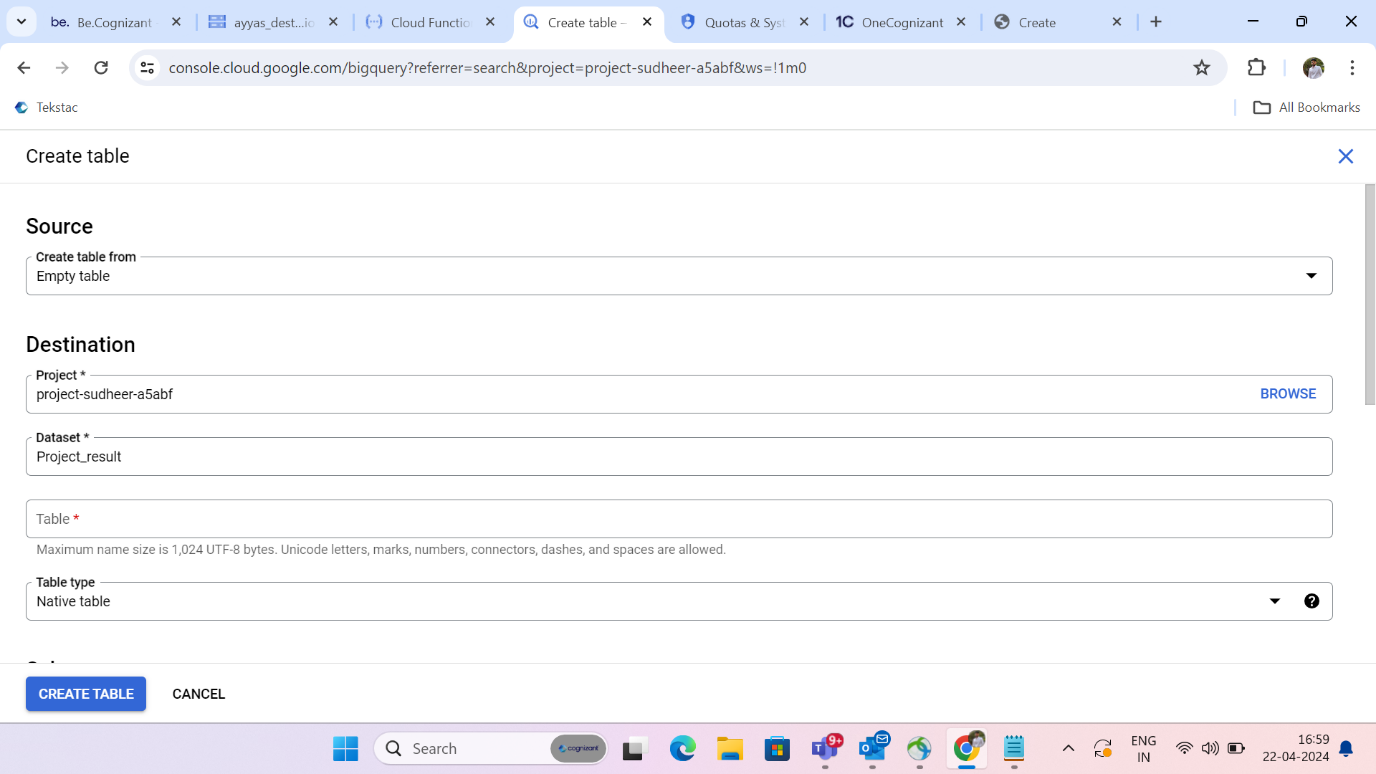 be. Be.Cognizant
ayyas_dest...ic
Cloud Functio
Create table –
Quotas & Syst
1C OneCognizant
Create
console.cloud.google.com/bigquery?referrer=search&project=project-sudheer-a5abf&ws=!1m0
Tekstac
All Bookmarks
Create table
Source
Create table from
Empty table
Destination
Project *
project-sudheer-a5abf
BROWSE
Dataset *
Project_result
Table *
Maximum name size is 1,024 UTF-8 bytes. Unicode letters, marks, numbers, connectors, dashes, and spaces are allowed.
Table type
Native table
CREATE TABLE
CANCEL
Search
cognizant
9+
ENG
IN
16:59
22-04-2024